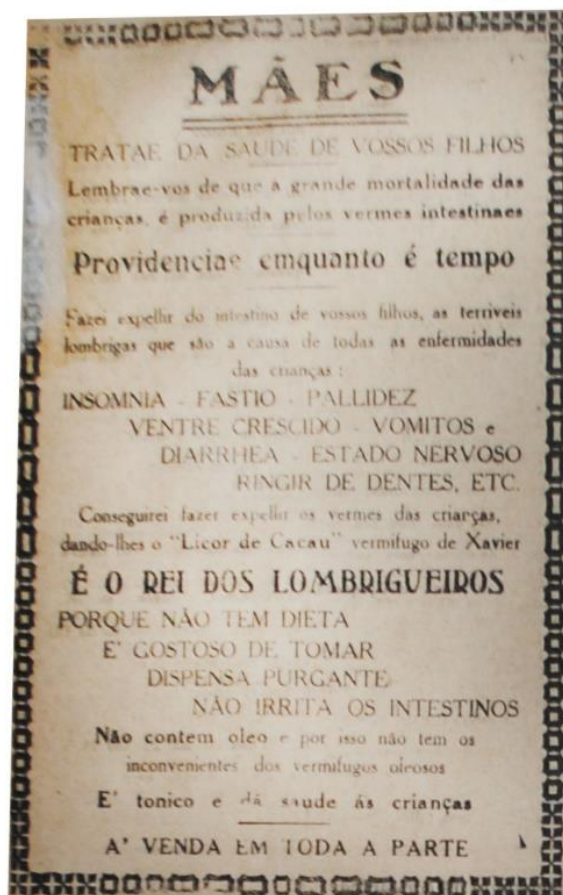 MÃES
TRATAE DA SAUDE DE VOSSOS FILHOS
Lembrae-vos de que a grande mortalidade das
crianças, é produzida pelos vermes intestinaes
Providenciae emquanto é tempo
Fazei expellir do intestino de vossos filhos, as terriveis
lombrigas que são a causa de todas as enfermidades
das crianças :
INSOMNIA - FASTIO - PALLIDEZ
VENTRE CRESCIDO - VOMITOS e
DIARRHEA - ESTADO NERVOSO
RINGIR DE DENTES, ETC.
Conseguirei fazer expellir os vermes das crianças,
dando-lhes o "Licor de Cacau" vermifugo de Xavier
É O REI DOS LOMBRIGUEIROS
PORQUE NÃO TEM DIETA
E' GOSTOSO DE TOMAR
DISPENSA PURGANTE
NÃO IRRITA OS INTESTINOS
Não contem oleo e por isso não tem os
inconvenientes dos vermifugos oleosos
E' tonico e dá saude ás crianças
A' VENDA EM TODA A PARTE